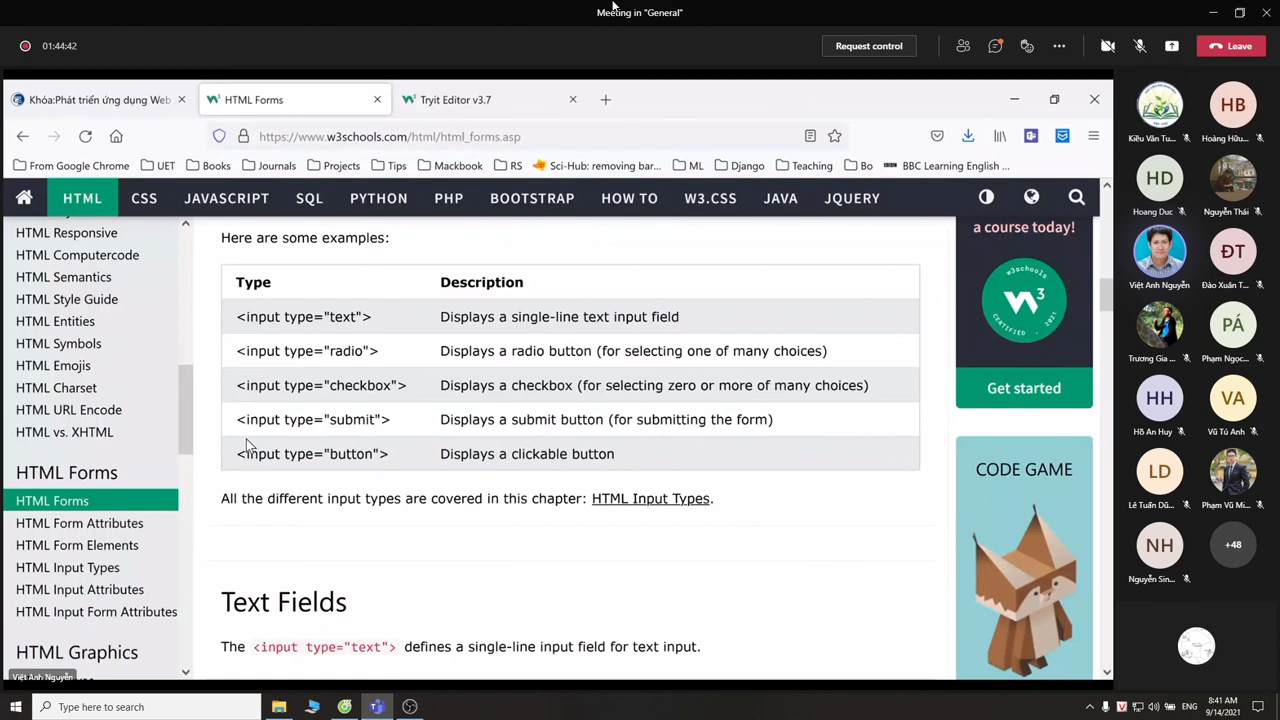 Meeting in "General"
01:44:42
Request control
Leave
Khóa:Phát triển ứng dụng Web
HTML Forms
Tryit Editor v3.7
https://www.w3schools.com/html/html_forms.asp
From Google Chrome
UET
Books
Journals
Projects
Tips
Mackbook
RS
Sci-Hub: removing bar...
ML
Django
Teaching
Bo
BBC Learning English ...
HTML
CSS
JAVASCRIPT
SQL
PYTHON
PHP
BOOTSTRAP
HOW TO
W3.CSS
JAVA
JQUERY
HTML Responsive
HTML Computercode
HTML Semantics
HTML Style Guide
HTML Entities
HTML Symbols
HTML Emojis
HTML Charset
HTML URL Encode
HTML vs. XHTML
HTML Forms
HTML Forms
HTML Form Attributes
HTML Form Elements
HTML Input Types
HTML Input Attributes
HTML Input Form Attributes
HTML Graphics
Việt Anh Nguyễn
Here are some examples:
Type Description
<input type="text"> Displays a single-line text input field
<input type="radio"> Displays a radio button (for selecting one of many choices)
<input type="checkbox"> Displays a checkbox (for selecting zero or more of many choices)
<input type="submit"> Displays a submit button (for submitting the form)
<input type="button"> Displays a clickable button
All the different input types are covered in this chapter: HTML Input Types.
Text Fields
The <input type="text"> defines a single-line input field for text input.
a course today!
w3schools
w3
CERTIFIED . 2021
Get started
CODE GAME
Kiều Văn Tu...
HB
Hoàng Hữu...
HD
Hoang Duc
Nguyễn Thái
Việt Anh Nguyễn
ĐT
Đào Xuân T...
Trương Gia ...
PÁ
Phạm Ngọc...
HH
Hồ An Huy
VA
Vũ Tú Anh
LD
Lê Tuấn Dũ...
Phạm Vũ Mi...
NH
Nguyễn Sin...
+48
Type here to search
V
8:41 AM
9/14/2021